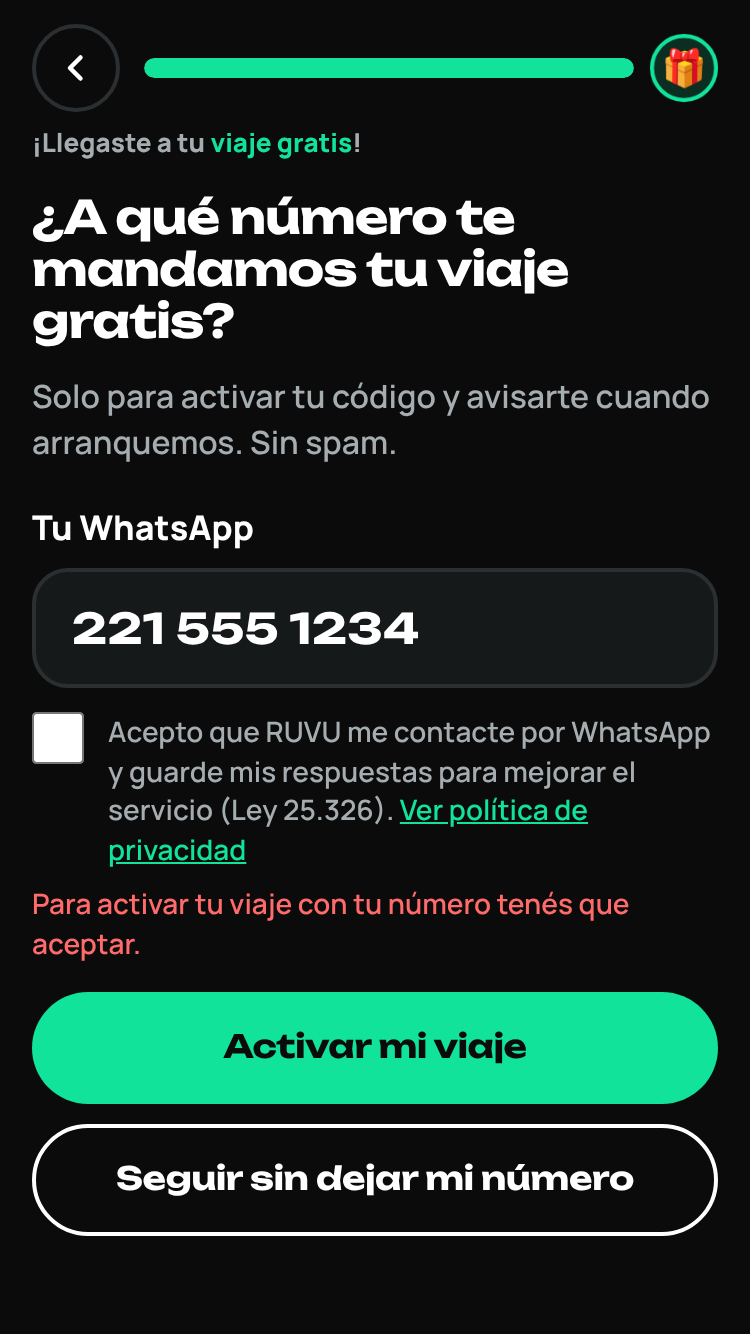 ¡Llegaste a tu viaje gratis!
¿A qué número te
mandamos tu viaje
gratis?
Solo para activar tu código y avisarte cuando
arranquemos. Sin spam.
Tu WhatsApp
221 555 1234
Acepto que RUVU me contacte por WhatsApp
y guarde mis respuestas para mejorar el
servicio (Ley 25.326). Ver política de
privacidad
Para activar tu viaje con tu número tenés que
aceptar.
Activar mi viaje
Seguir sin dejar mi número